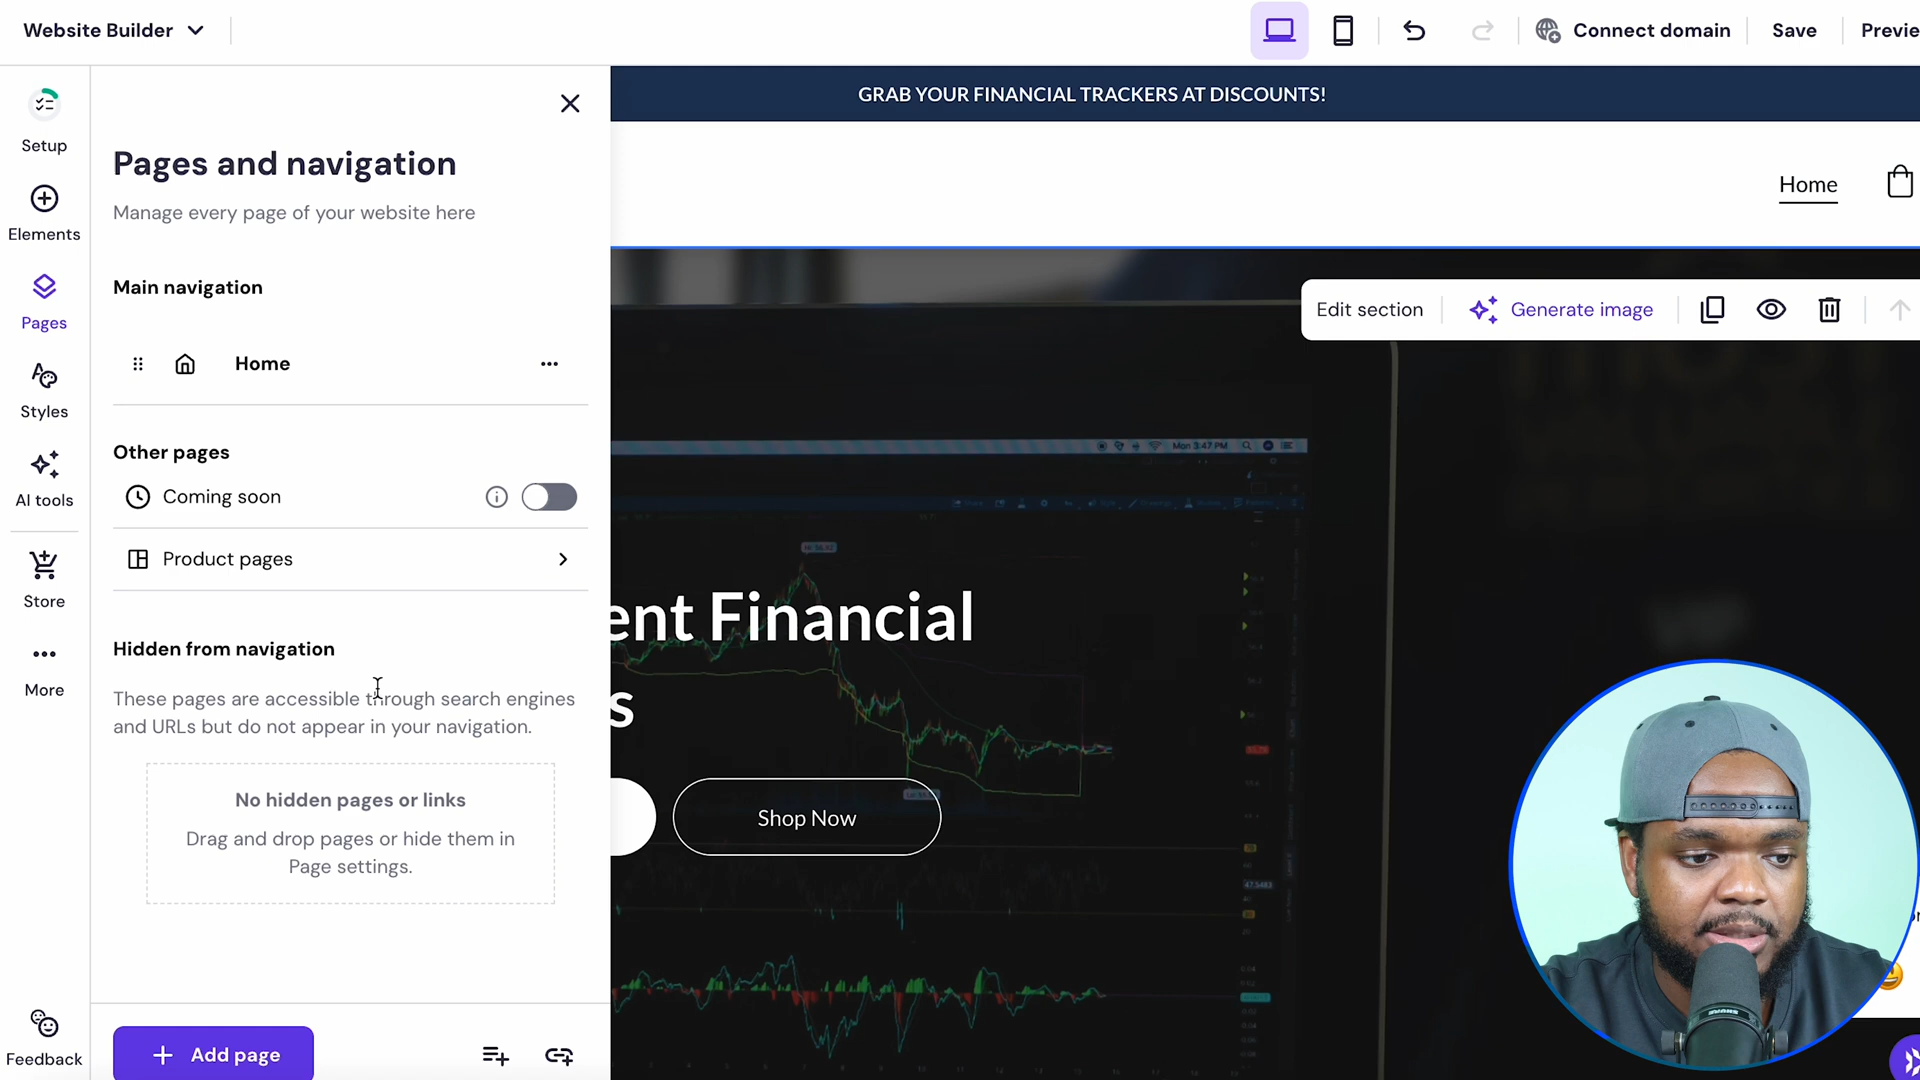 Website Builder
Connect domain
Save
Previe
Setup
Elements
Pages
Styles
AI tools
Store
More
Feedback
Pages and navigation
Manage every page of your website here
Main navigation
Home
Other pages
Coming soon
Product pages
Hidden from navigation
These pages are accessible through search engines
and URLs but do not appear in your navigation.
No hidden pages or links
Drag and drop pages or hide them in
Page settings.
Add page
GRAB YOUR FINANCIAL TRACKERS AT DISCOUNTS!
Home
Edit section
Generate image
Mon 3:47 PM
ent Financial
s
Shop Now